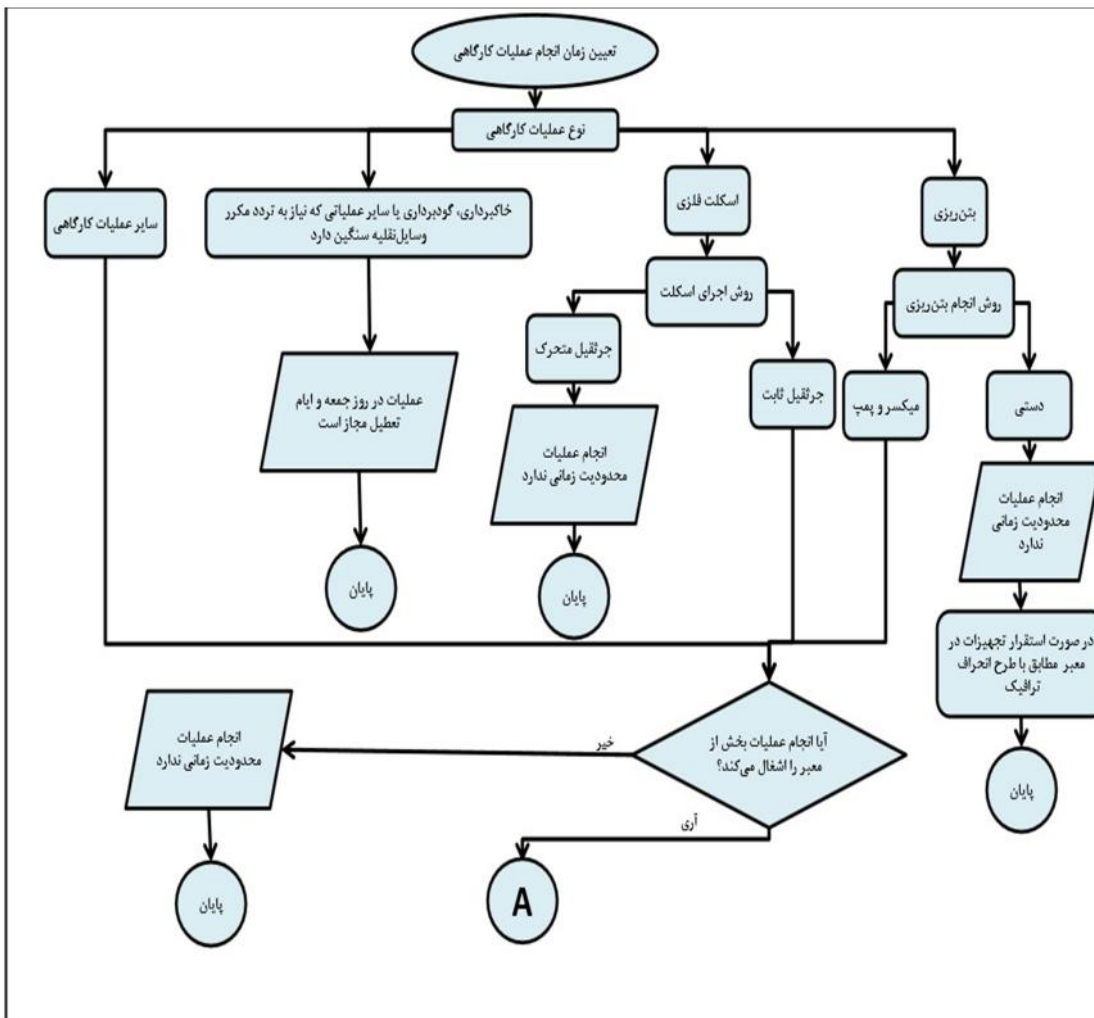 تعیین زمان انجام عملیات کارگاهی
نوع عملیات کارگاهی
بتن‌ریزی
اسکلت فلزی
خاکبرداری، گودبرداری یا سایر عملیاتی که نیاز به تردد مکرر
وسایل‌نقلیه سنگین دارد
سایر عملیات کارگاهی
روش انجام بتن‌ریزی
روش اجرای اسکلت
دستی
میکسر و پمپ
جرثقیل ثابت
جرثقیل متحرک
عملیات در روز جمعه و ایام
تعطیل مجاز است
انجام عملیات
محدودیت زمانی
ندارد
انجام عملیات
محدودیت زمانی ندارد
پایان
پایان
در صورت استقرار تجهیزات در
معبر مطابق با طرح انحراف
ترافیک
پایان
آیا انجام عملیات بخش از
معبر را اشغال می‌کند؟
خیر
انجام عملیات
محدودیت زمانی ندارد
آری
پایان
A